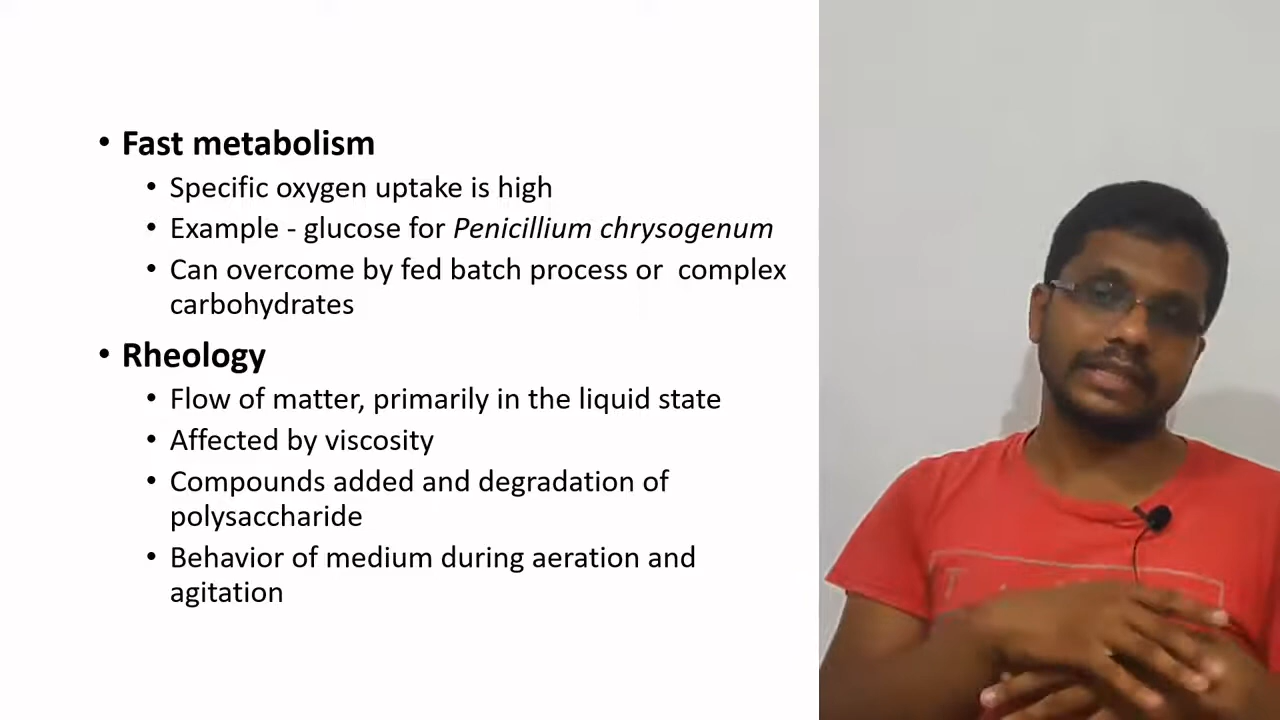 • Fast metabolism
• Specific oxygen uptake is high
• Example - glucose for Penicillium chrysogenum
• Can overcome by fed batch process or  complex
carbohydrates
• Rheology
• Flow of matter, primarily in the liquid state
• Affected by viscosity
• Compounds added and degradation of
polysaccharide
• Behavior of medium during aeration and
agitation